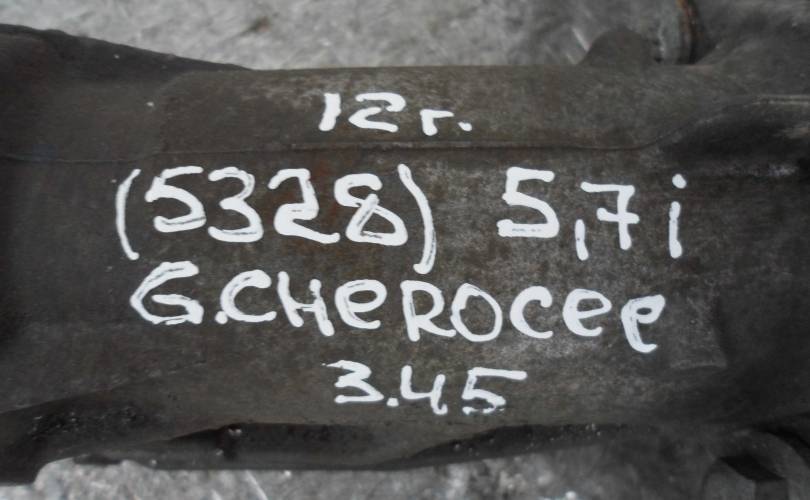 12г.
(5328) 5,7i
G.CHeROCee
3.45